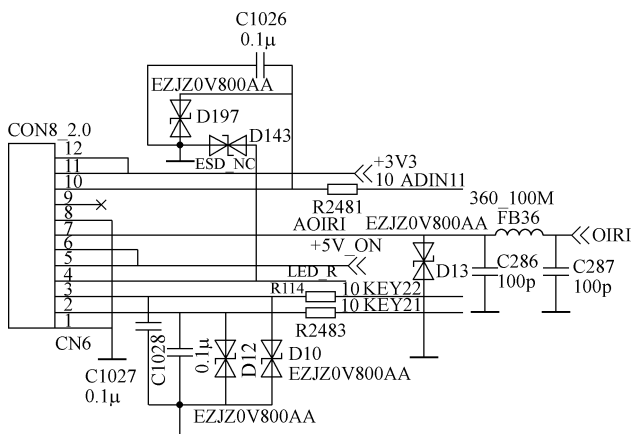 C1026
0.1μ
EZJZ0V800AA
D197
CON8_2.0
D143
12
ESD_NC
11
+3V3
10
10 ADIN11
9
R2481
360_100M
8
AOIRI
EZJZ0V800AA
FB36
7
+5V_ON
OIRI
6
5
LED_R
D13
C286
100p
C287
100p
4
3
R114
10 KEY22
2
10 KEY21
1
R2483
CN6
C1027
0.1μ
C1028
0.1μ
D12
D10
EZJZ0V800AA
EZJZ0V800AA